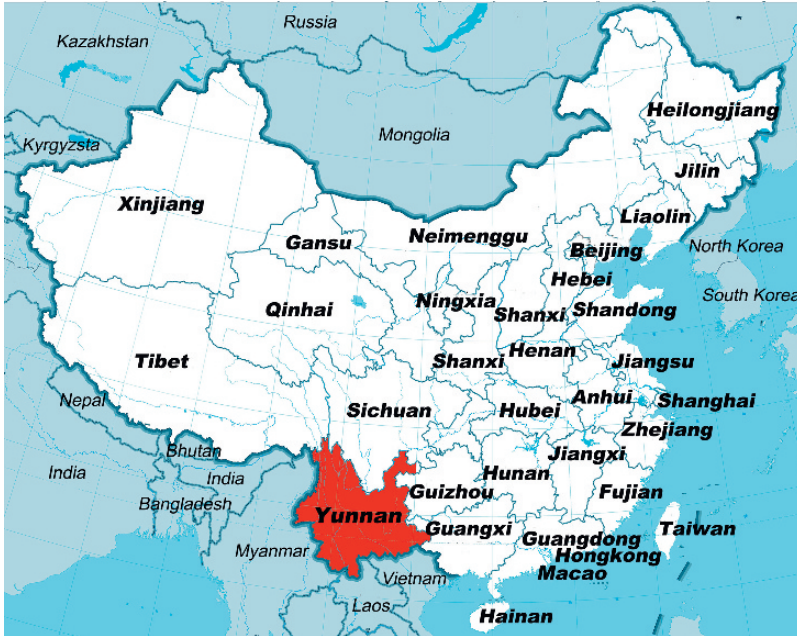 Russia
Kazakhstan
Heilongjiang
Mongolia
Kyrgyzsta
Jilin
Xinjiang
Liaolin
Gansu
Neimenggu
Beijing
North Korea
Hebei
South Korea
Qinhai
Ningxia
Shanxi
Shandong
Tibet
Shanxi
Henan
Jiangsu
Nepal
Sichuan
Hubei
Anhui
Shanghai
Zhejiang
Bhutan
Jiangxi
India
India
Hunan
Bangladesh
Guizhou
Fujian
Yunnan
Guangxi
Guangdong
Taiwan
Myanmar
Hongkong
Macao
Vietnam
Laos
Hainan